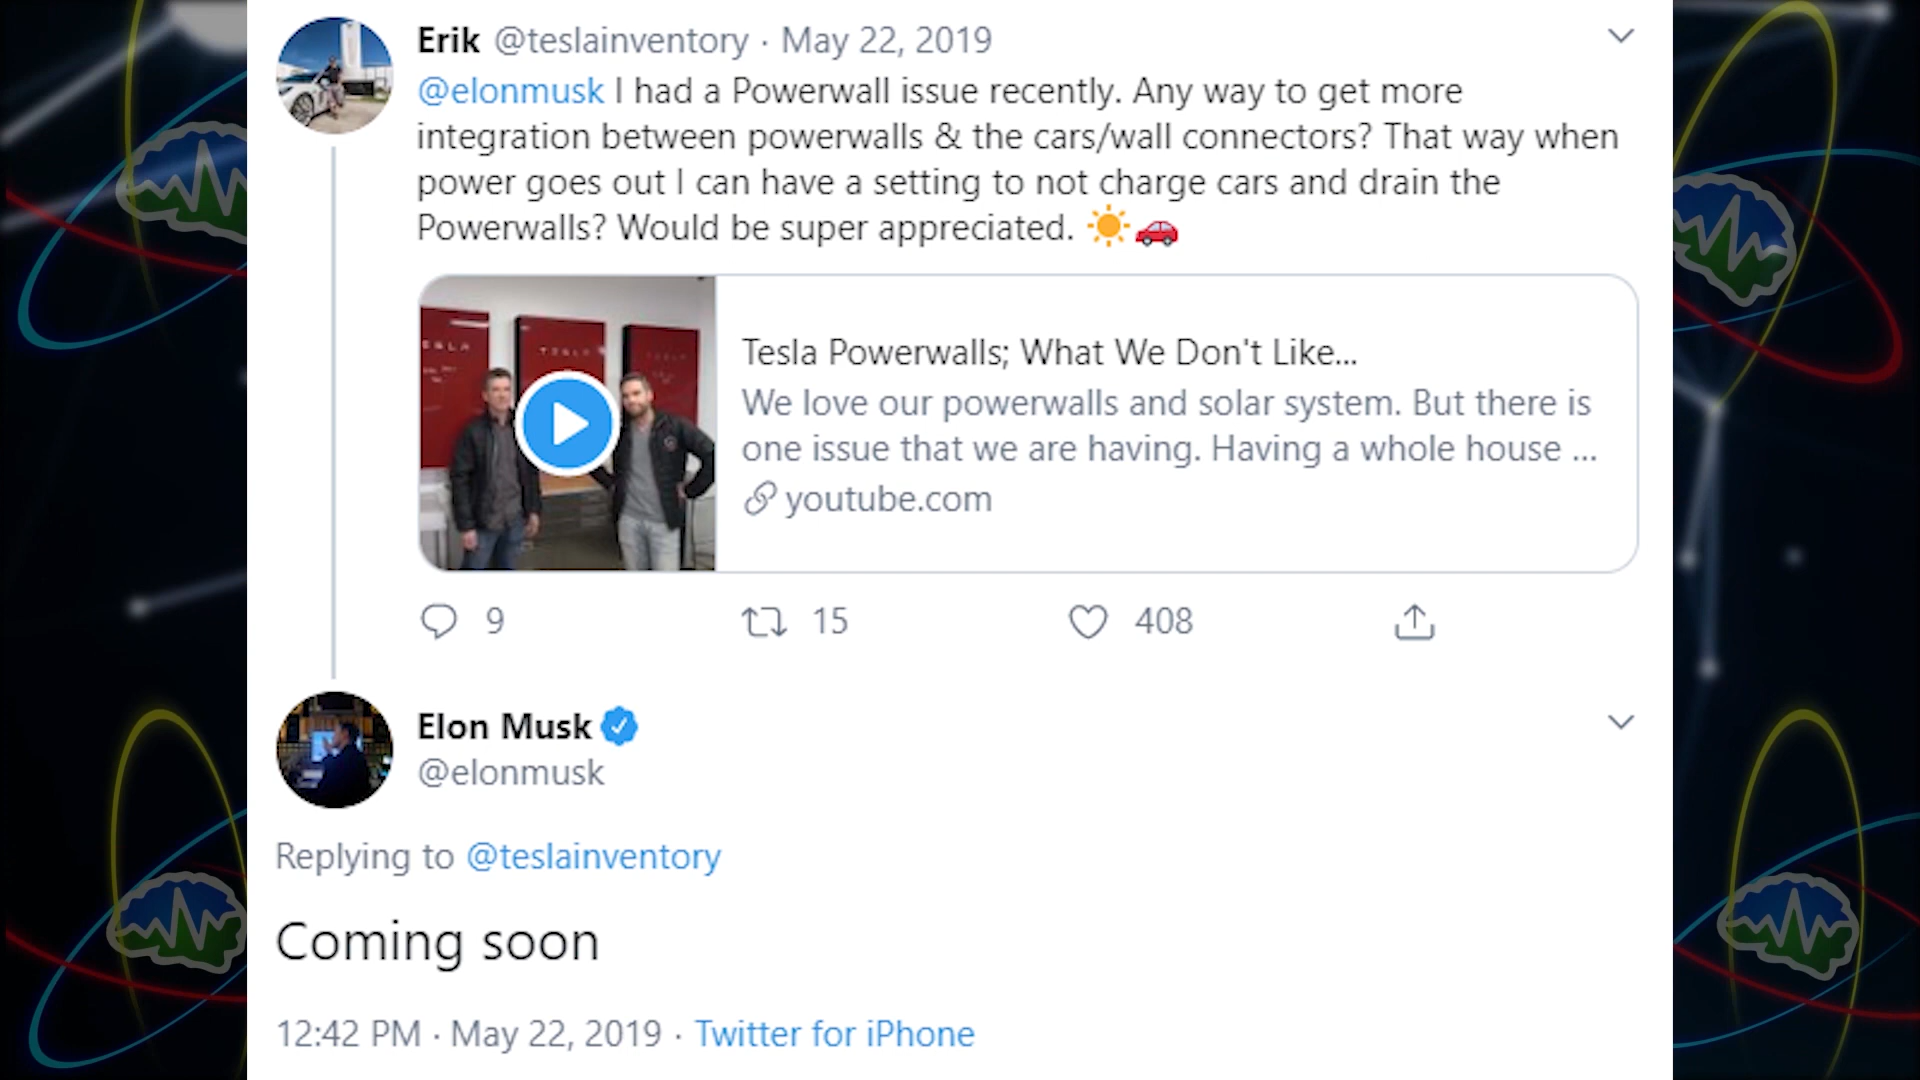 Erik @teslainventory · May 22, 2019
@elonmusk I had a Powerwall issue recently. Any way to get more
integration between powerwalls & the cars/wall connectors? That way when
power goes out I can have a setting to not charge cars and drain the
Powerwalls? Would be super appreciated. ☀️🚗
TESLA
Tesla Powerwalls; What We Don't Like...
We love our powerwalls and solar system. But there is
one issue that we are having. Having a whole house ...
youtube.com
9 15 408
Elon Musk
@elonmusk
Replying to @teslainventory
Coming soon
12:42 PM · May 22, 2019 · Twitter for iPhone